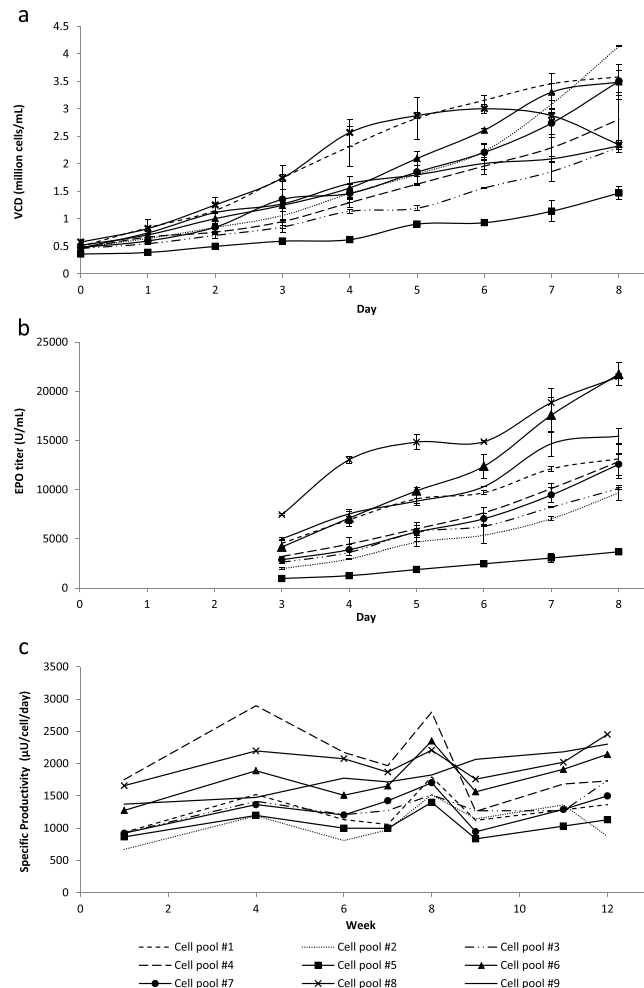 a
4.5
4
3.5
3
2.5
2
1.5
1
0.5
0
VCD (million cells/mL)
0 1 2 3 4 5 6 7 8
Day
b
25000
20000
15000
10000
5000
0
EPO titer (U/mL)
0 1 2 3 4 5 6 7 8
Day
c
3500
3000
2500
2000
1500
1000
500
0
Specific Productivity (µU/cell/day)
0 2 4 6 8 10 12
Week
Cell pool #1 Cell pool #2 Cell pool #3
Cell pool #4 Cell pool #5 Cell pool #6
Cell pool #7 Cell pool #8 Cell pool #9